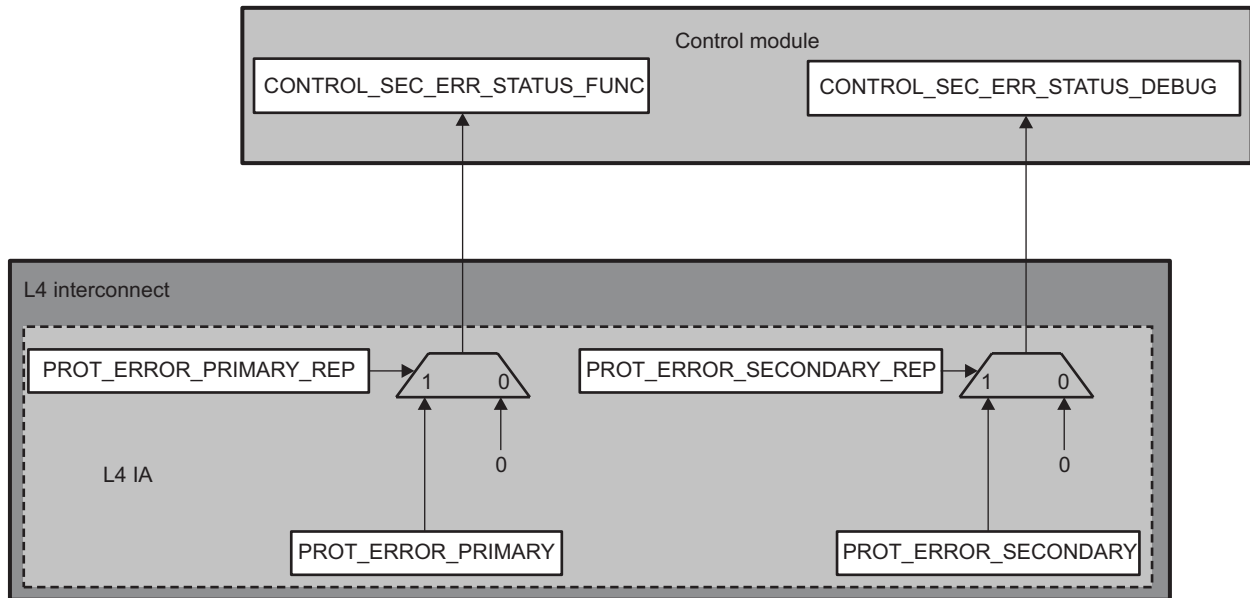 Control module
CONTROL_SEC_ERR_STATUS_FUNC
CONTROL_SEC_ERR_STATUS_DEBUG
L4 interconnect
PROT_ERROR_PRIMARY_REP
1
0
PROT_ERROR_SECONDARY_REP
1
0
L4 IA
0
0
PROT_ERROR_PRIMARY
PROT_ERROR_SECONDARY